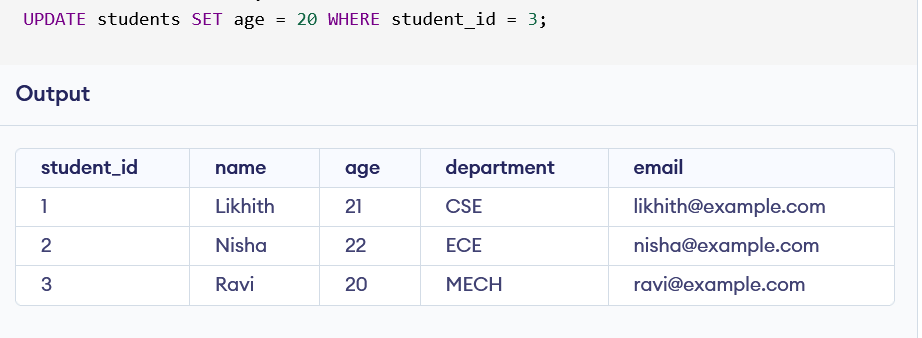 UPDATE students SET age = 20 WHERE student_id = 3;
Output
student_id name age department email
1 Likhith 21 CSE likhith@example.com
2 Nisha 22 ECE nisha@example.com
3 Ravi 20 MECH ravi@example.com